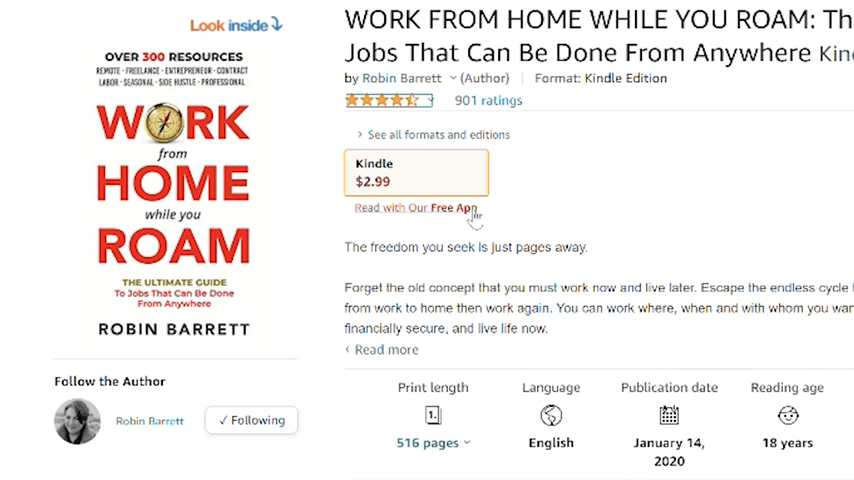 Look inside
OVER 300 RESOURCES
REMOTE · FREELANCE · ENTREPRENEUR · CONTRACT
LABOR · SEASONAL · SIDE HUSTLE · PROFESSIONAL
WORK
from
HOME
while you
ROAM
THE ULTIMATE GUIDE
To Jobs That Can Be Done
From Anywhere
ROBIN BARRETT
Follow the Author
Robin Barrett
✓ Following
WORK FROM HOME WHILE YOU ROAM: Th
Jobs That Can Be Done From Anywhere Kin
by Robin Barrett (Author) | Format: Kindle Edition
901 ratings
› See all formats and editions
Kindle
$2.99
Read with Our Free App
The freedom you seek is just pages away.
Forget the old concept that you must work now and live later. Escape the endless cycle
from work to home then work again. You can work where, when and with whom you wan
financially secure, and live life now.
‹ Read more
Print length
1.
516 pages
Language
English
Publication date
January 14,
2020
Reading age
18 years